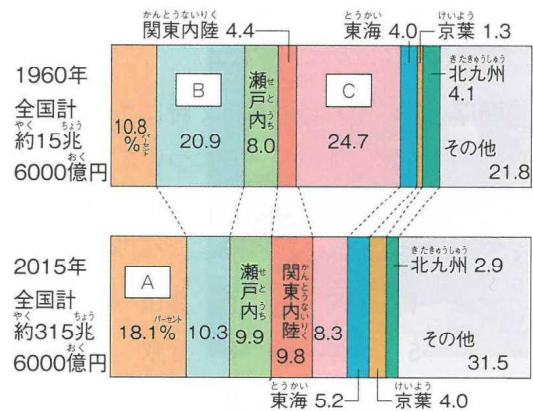 かんとうないりく
関東内陸 4.4
とうかい
東海 4.0
けいよう
京葉 1.3
1960年
全国計
やく ちょう
約15兆
おく
6000億円
10.8
%
パーセント
B
20.9
せとうち
瀬戸内
8.0
C
24.7
きたきゅうしゅう
北九州
4.1
その他
21.8
2015年
全国計
やく ちょう
約315兆
おく
6000億円
A
18.1%
パーセント
10.3
せとうち
瀬戸内
9.9
かんとうないりく
関東内陸
9.8
8.3
きたきゅうしゅう
北九州 2.9
その他
31.5
とうかい
東海 5.2
けいよう
京葉 4.0